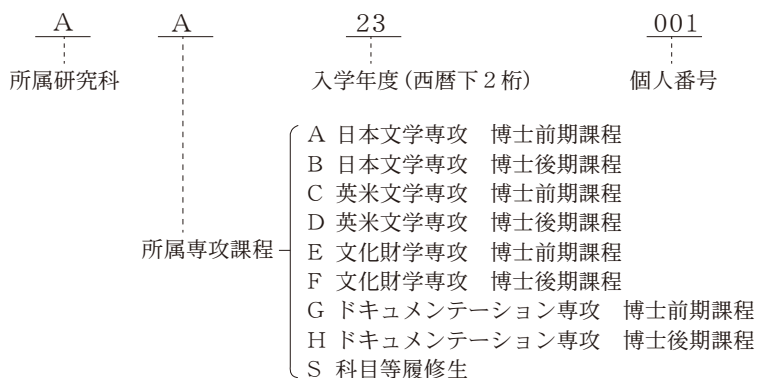 A A 23 001
所属研究科 入学年度(西暦下2桁) 個人番号
A 日本文学専攻 博士前期課程
B 日本文学専攻 博士後期課程
C 英米文学専攻 博士前期課程
D 英米文学専攻 博士後期課程
所属専攻課程 E 文化財学専攻 博士前期課程
F 文化財学専攻 博士後期課程
G ドキュメンテーション専攻 博士前期課程
H ドキュメンテーション専攻 博士後期課程
S 科目等履修生